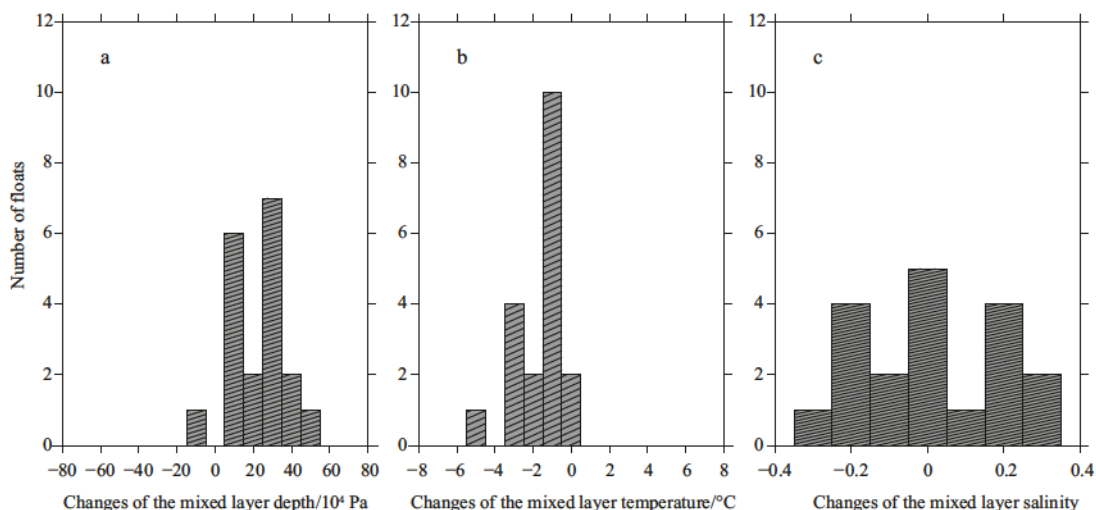 a
12
10
8
6
4
2
0
Number of floats
−80 −60 −40 −20 0 20 40 60 80
Changes of the mixed layer depth/10⁴ Pa
b
12
10
8
6
4
2
0
−8 −6 −4 −2 0 2 4 6 8
Changes of the mixed layer temperature/°C
c
12
10
8
6
4
2
0
−0.4 −0.2 0 0.2 0.4
Changes of the mixed layer salinity